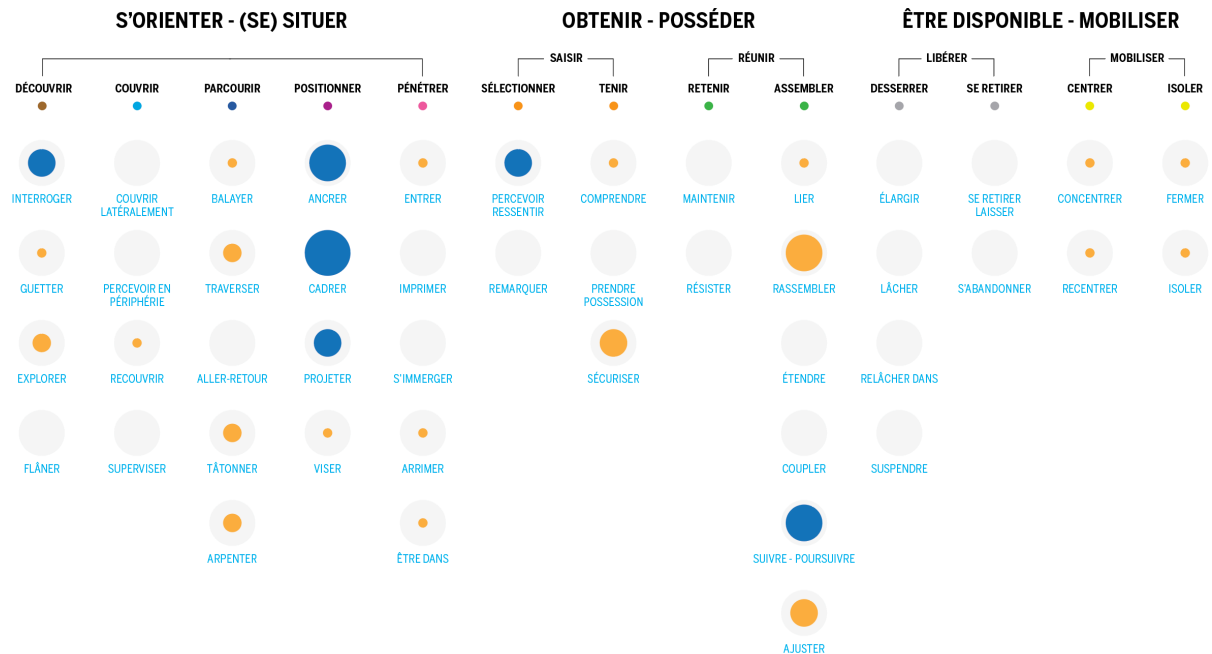 S'ORIENTER - (SE) SITUER
OBTENIR - POSSÉDER
ÊTRE DISPONIBLE - MOBILISER
SAISIR
RÉUNIR
LIBÉRER
MOBILISER
DÉCOUVRIR
COUVRIR
PARCOURIR
POSITIONNER
PÉNÉTRER
SÉLECTIONNER
TENIR
RETENIR
ASSEMBLER
DESSERRER
SE RETIRER
CENTRER
ISOLER
INTERROGER
COUVRIR
LATÉRALEMENT
BALAYER
ANCRER
ENTRER
PERCEVOIR
RESSENTIR
COMPRENDRE
MAINTENIR
LIER
ÉLARGIR
SE RETIRER
LAISSER
CONCENTRER
FERMER
GUETTER
PERCEVOIR EN
PÉRIPHÉRIE
TRAVERSER
CADRER
IMPRIMER
REMARQUER
PRENDRE
POSSESSION
RÉSISTER
RASSEMBLER
LÂCHER
S'ABANDONNER
RECENTRER
ISOLER
EXPLORER
RECOUVRIR
ALLER-RETOUR
PROJETER
S'IMMERGER
SÉCURISER
ÉTENDRE
RELÂCHER DANS
FLÂNER
SUPERVISER
TÂTONNER
VISER
ARRIMER
COUPLER
SUSPENDRE
ARPENTER
ÊTRE DANS
SUIVRE - POURSUIVRE
AJUSTER